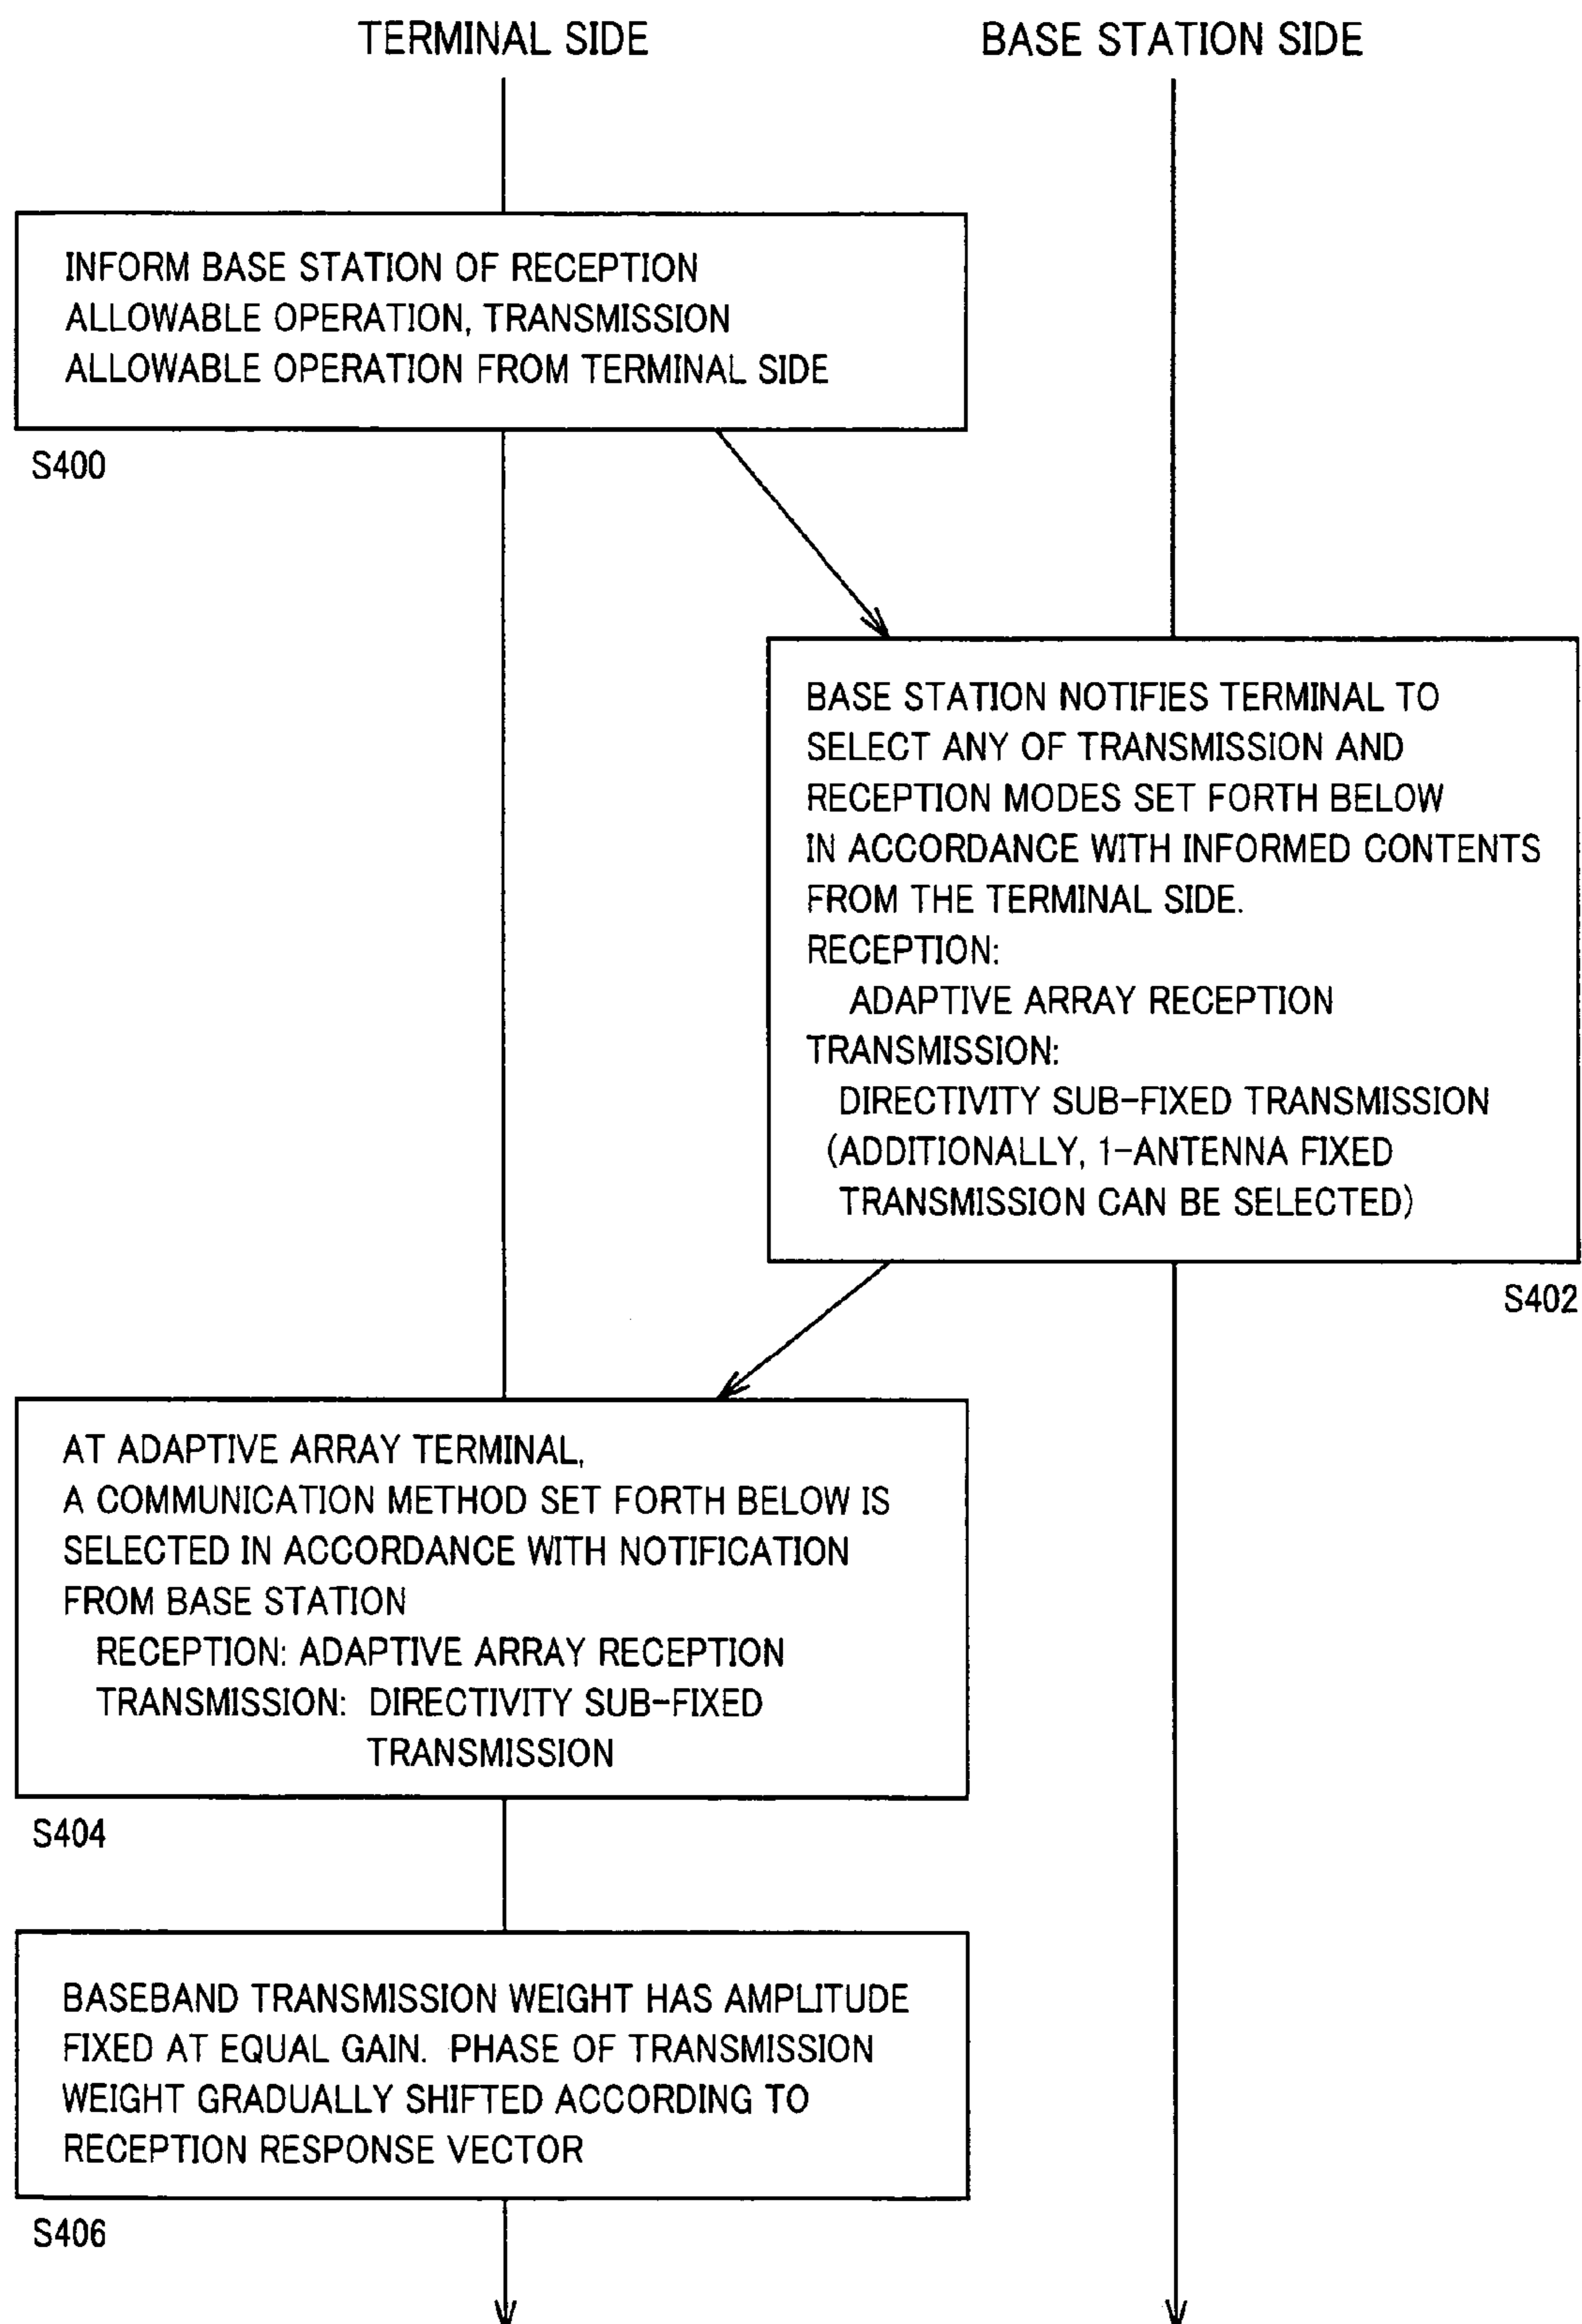 TERMINAL SIDE
BASE STATION SIDE
INFORM BASE STATION OF RECEPTION
ALLOWABLE OPERATION, TRANSMISSION
ALLOWABLE OPERATION FROM TERMINAL SIDE
S400
BASE STATION NOTIFIES TERMINAL TO
SELECT ANY OF TRANSMISSION AND
RECEPTION MODES SET FORTH BELOW
IN ACCORDANCE WITH INFORMED CONTENTS
FROM THE TERMINAL SIDE.
RECEPTION:
ADAPTIVE ARRAY RECEPTION
TRANSMISSION:
DIRECTIVITY SUB-FIXED TRANSMISSION
(ADDITIONALLY, 1-ANTENNA FIXED
TRANSMISSION CAN BE SELECTED)
S402
AT ADAPTIVE ARRAY TERMINAL,
A COMMUNICATION METHOD SET FORTH BELOW IS
SELECTED IN ACCORDANCE WITH NOTIFICATION
FROM BASE STATION
RECEPTION: ADAPTIVE ARRAY RECEPTION
TRANSMISSION: DIRECTIVITY SUB-FIXED
TRANSMISSION
S404
BASEBAND TRANSMISSION WEIGHT HAS AMPLITUDE
FIXED AT EQUAL GAIN. PHASE OF TRANSMISSION
WEIGHT GRADUALLY SHIFTED ACCORDING TO
RECEPTION RESPONSE VECTOR
S406